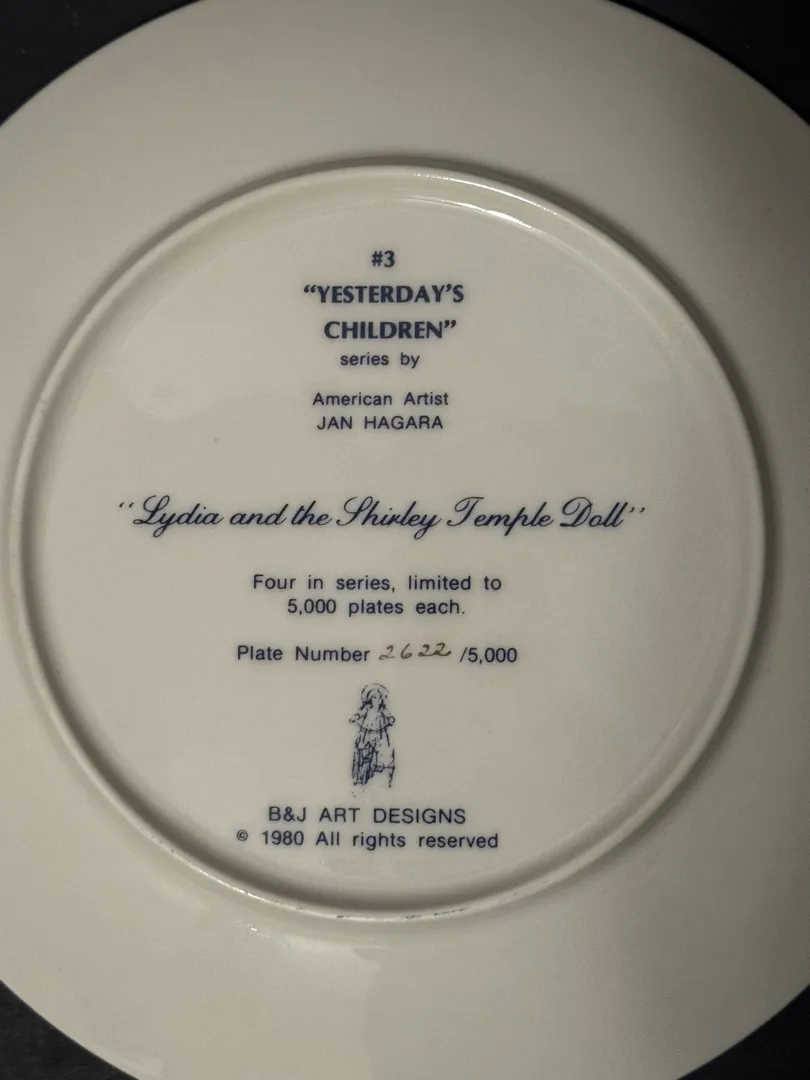 #3
“YESTERDAY’S
CHILDREN”
series by
American Artist
JAN HAGARA
“Lydia and the Shirley Temple Doll”
Four in series, limited to
5,000 plates each.
Plate Number 2622 /5,000
B&J ART DESIGNS
© 1980 All rights reserved